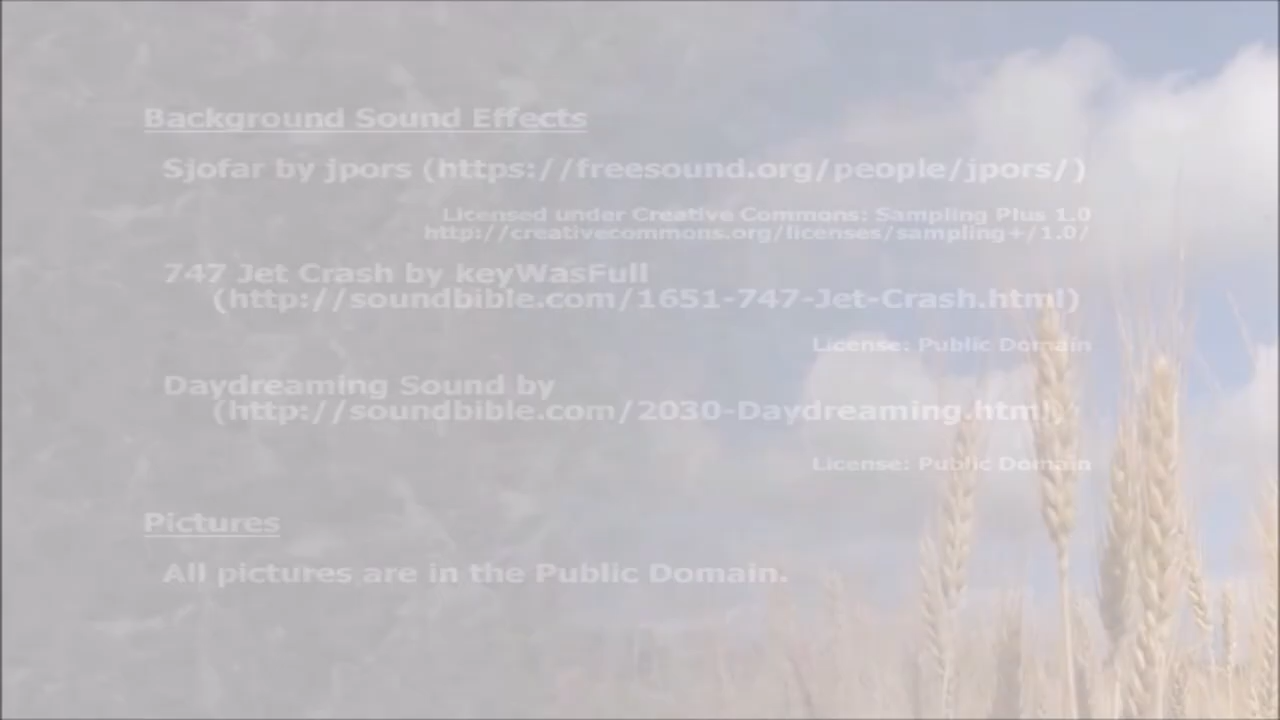 Background Sound Effects
Sjofar by jpors (https://freesound.org/people/jpors/)
Licensed under Creative Commons: Sampling Plus 1.0
http://creativecommons.org/licenses/sampling+/1.0/
747 Jet Crash by keyWasFull
(http://soundbible.com/1651-747-Jet-Crash.html)
License: Public Domain
Daydreaming Sound by
(http://soundbible.com/2030-Daydreaming.html)
License: Public Domain
Pictures
All pictures are in the Public Domain.